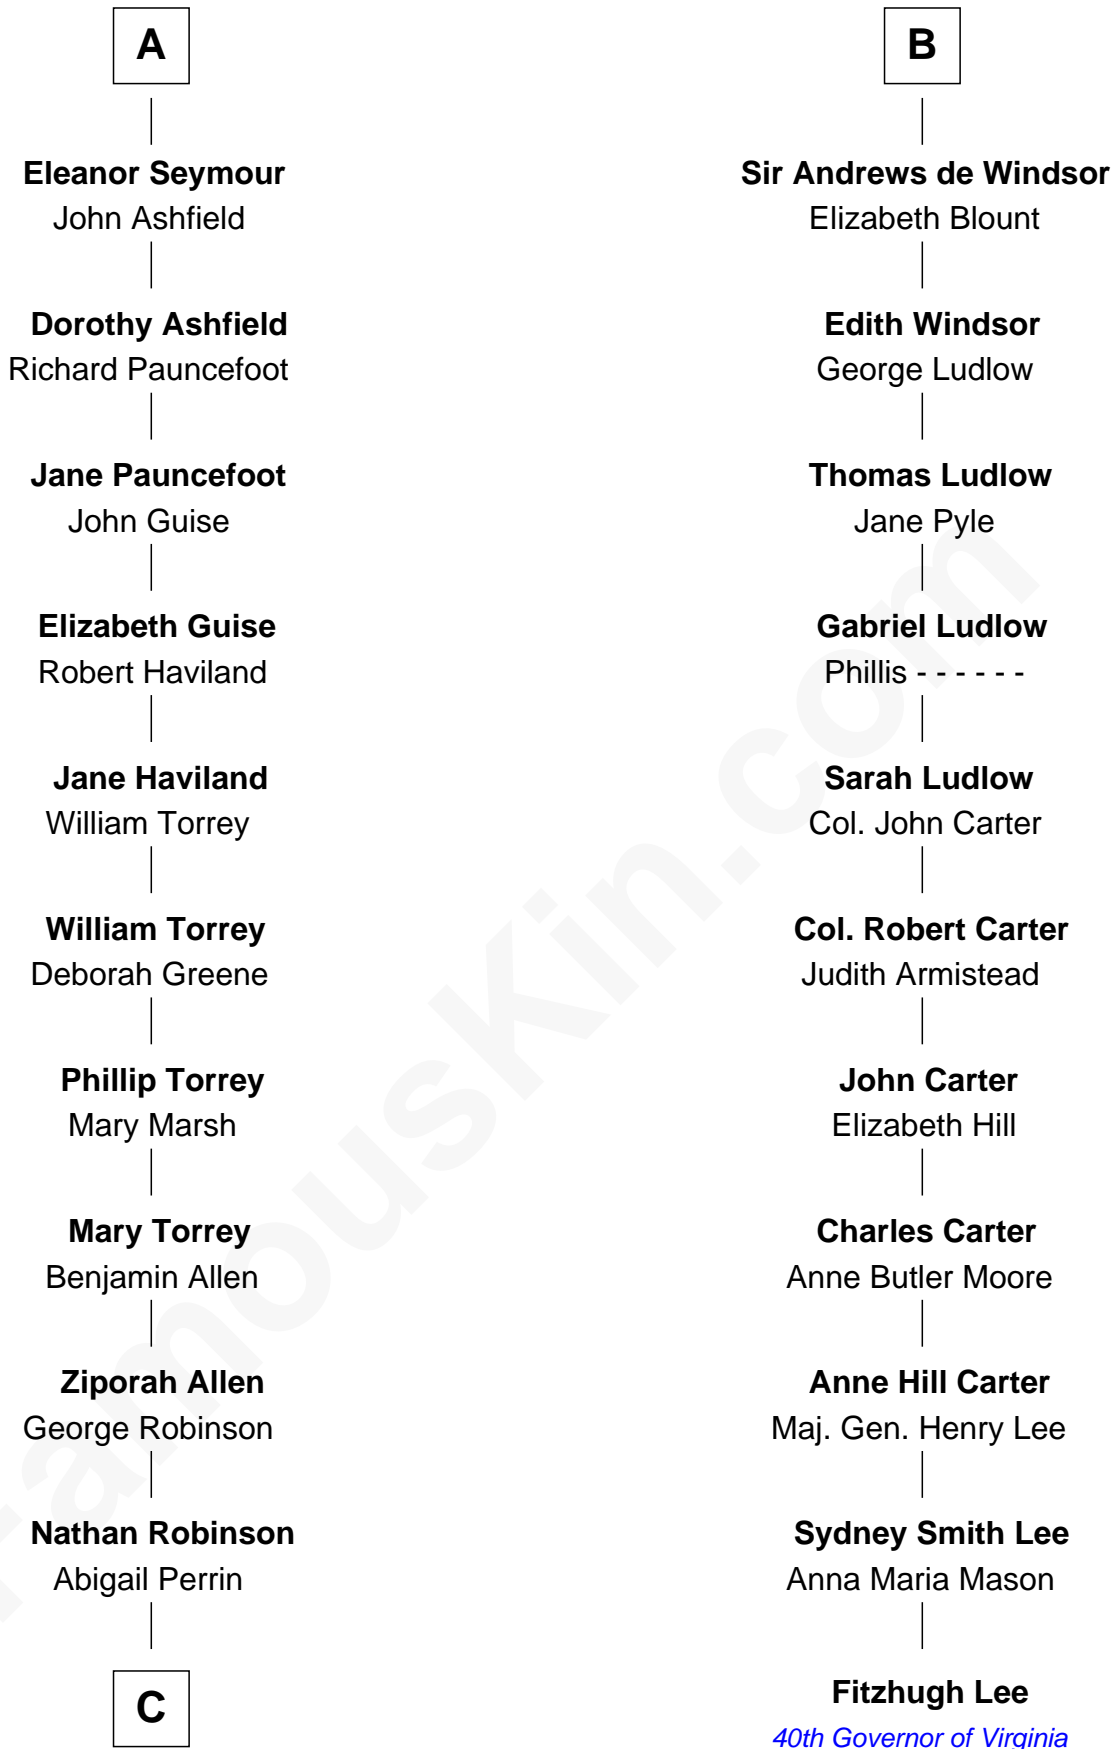 A
Eleanor Seymour
John Ashfield
Dorothy Ashfield
Richard Pauncefoot
Jane Pauncefoot
John Guise
Elizabeth Guise
Robert Haviland
Jane Haviland
William Torrey
William Torrey
Deborah Greene
Phillip Torrey
Mary Marsh
Mary Torrey
Benjamin Allen
Ziporah Allen
George Robinson
Nathan Robinson
Abigail Perrin
C
B
Sir Andrews de Windsor
Elizabeth Blount
Edith Windsor
George Ludlow
Thomas Ludlow
Jane Pyle
Gabriel Ludlow
Phillis - - - - - -
Sarah Ludlow
Col. John Carter
Col. Robert Carter
Judith Armistead
John Carter
Elizabeth Hill
Charles Carter
Anne Butler Moore
Anne Hill Carter
Maj. Gen. Henry Lee
Sydney Smith Lee
Anna Maria Mason
Fitzhugh Lee
40th Governor of Virginia
FamousKin.com